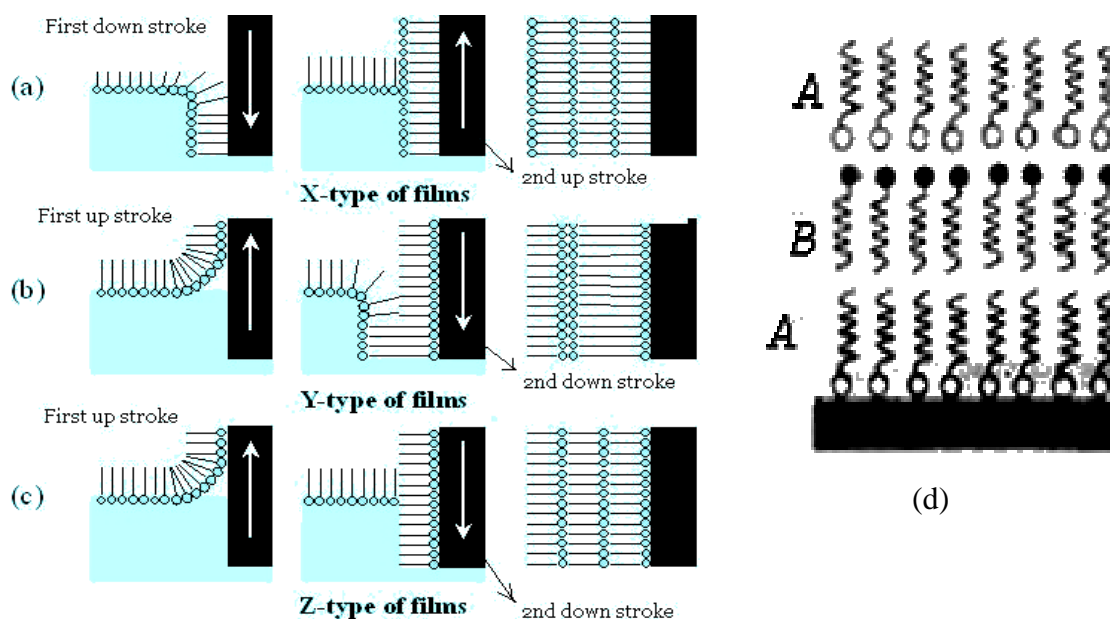 First down stroke
(a)
2nd up stroke
X-type of films
First up stroke
(b)
2nd down stroke
Y-type of films
First up stroke
(c)
2nd down stroke
Z-type of films
A
B
A
(d)